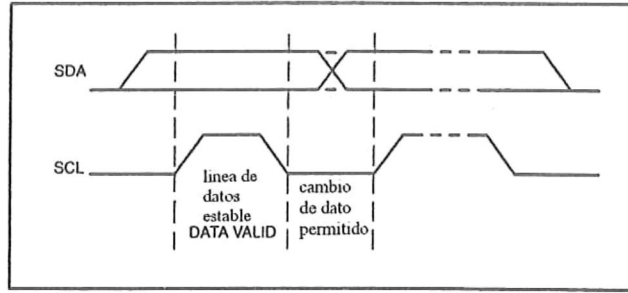 SDA
SCL
linea de
datos
estable
DATA VALID
cambio
de dato
permitido